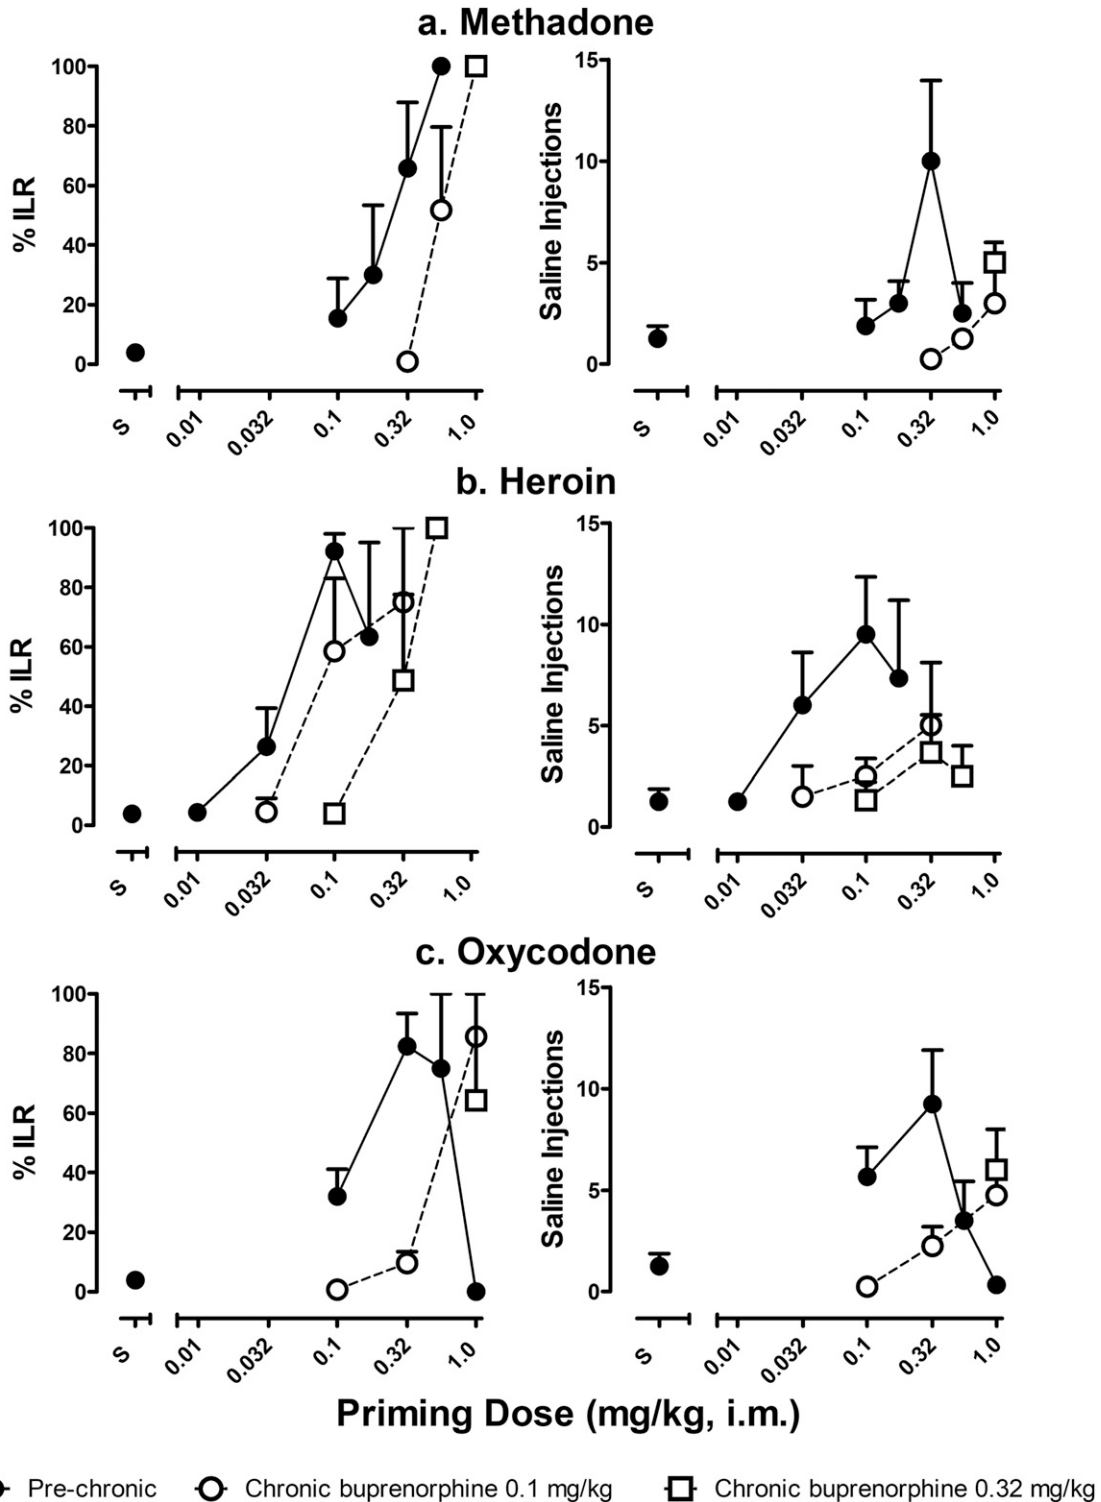 a. Methadone
100
80
60
40
20
0
% ILR
S 0.01 0.032 0.1 0.32 1.0
15
10
5
0
Saline Injections
S 0.01 0.032 0.1 0.32 1.0
b. Heroin
100
80
60
40
20
0
% ILR
S 0.01 0.032 0.1 0.32 1.0
15
10
5
0
Saline Injections
S 0.01 0.032 0.1 0.32 1.0
c. Oxycodone
100
80
60
40
20
0
% ILR
S 0.01 0.032 0.1 0.32 1.0
15
10
5
0
Saline Injections
S 0.01 0.032 0.1 0.32 1.0
Priming Dose (mg/kg, i.m.)
Pre-chronic Chronic buprenorphine 0.1 mg/kg Chronic buprenorphine 0.32 mg/kg